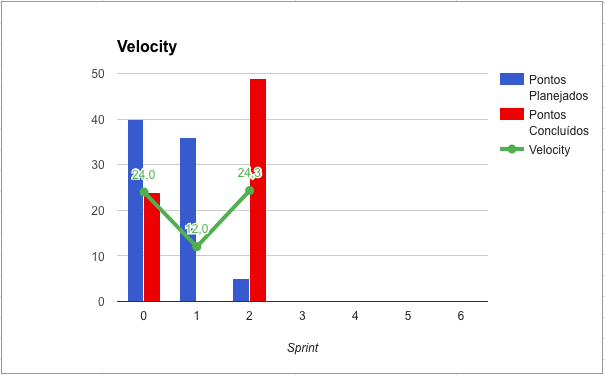 Velocity
50
40
30
20
10
0
24,0
12,0
24,3
0 1 2 3 4 5 6
Sprint
Pontos
Planejados
Pontos
Concluídos
Velocity